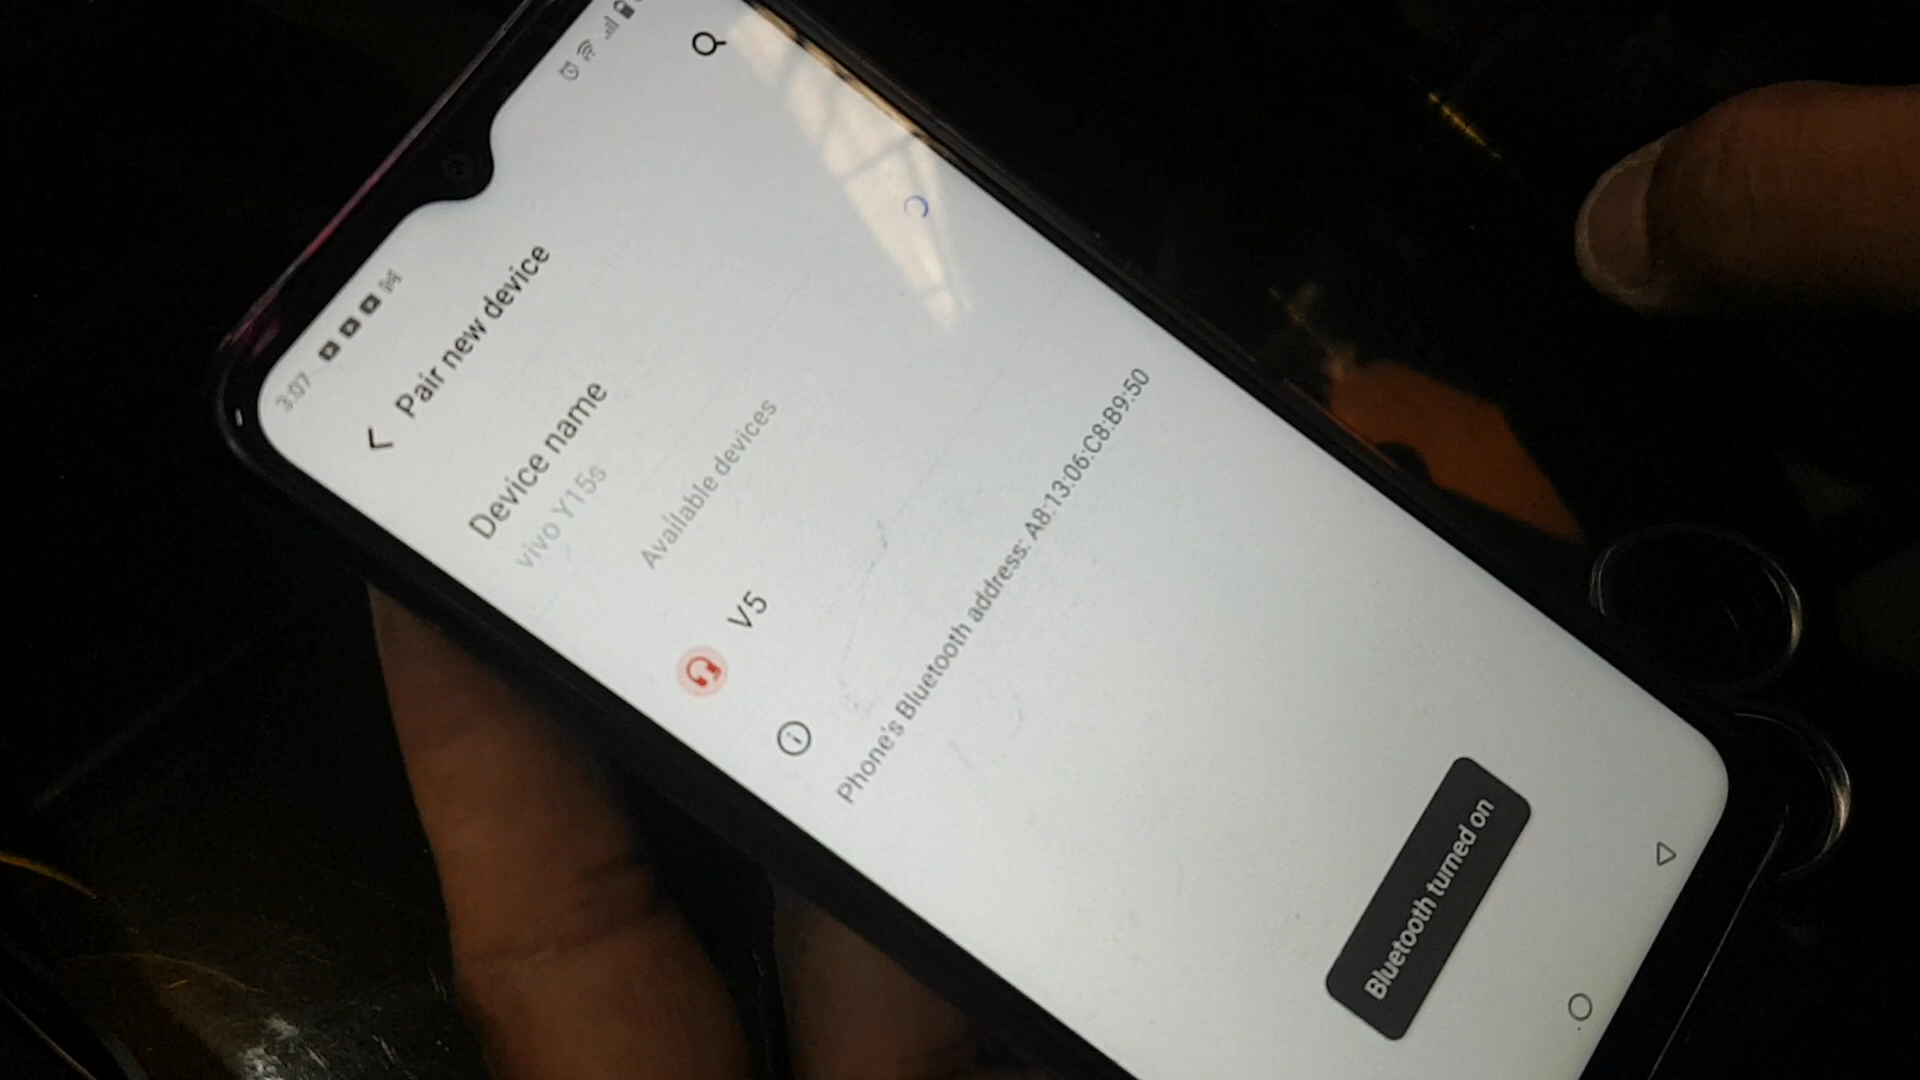 3:07
Pair new device
Device name
vivo Y15s
Available devices
V5
Phone's Bluetooth address: A8:13:06:C8:B9:50
Bluetooth turned on